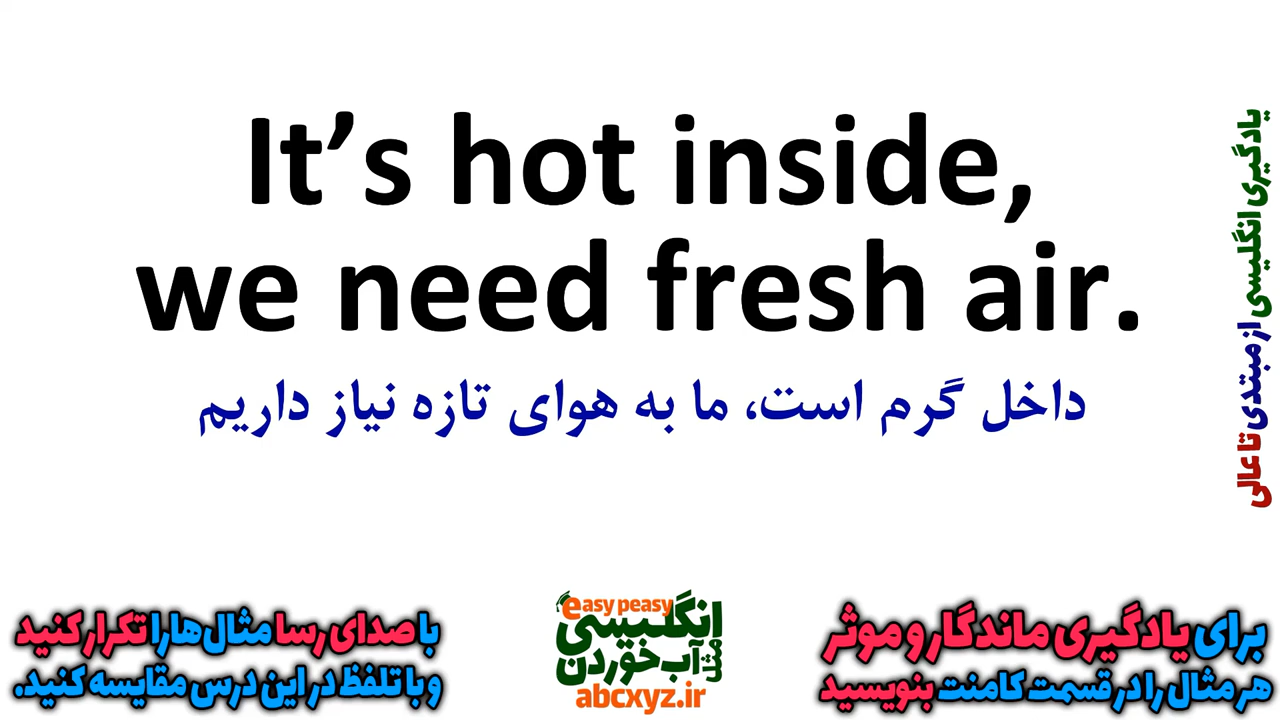 It’s hot inside,
we need fresh air.
داخل گرم است، ما به هوای تازه نیاز داریم
یادگیری انگلیسی از مبتدی تا عالی
برای یادگیری ماندگار و موثر
هر مثال را در قسمت کامنت بنویسید
easy peasy
انگلیسی
مثل
آب خوردن
abcxyz.ir
با صدای رسا مثال‌ها را تکرار کنید
و با تلفظ در این درس مقایسه کنید.